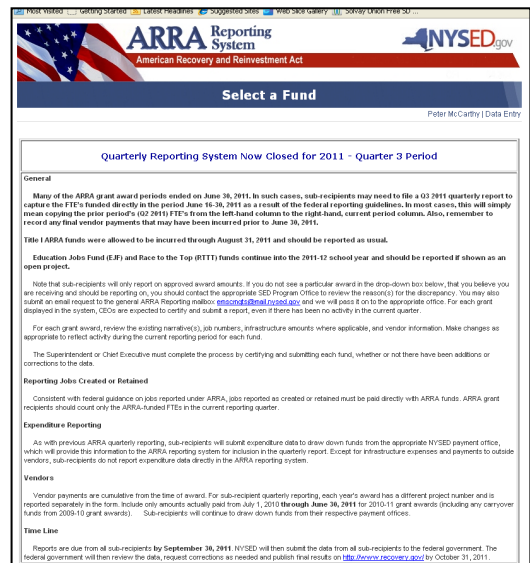 Most Visited Getting Started Latest Headlines Suggested Sites Web Slice Gallery Solvay Union Free SD ...
ARRA Reporting System
NYSED.gov
American Recovery and Reinvestment Act
Select a Fund
Peter McCarthy | Data Entry
Quarterly Reporting System Now Closed for 2011 - Quarter 3 Period
General
Many of the ARRA grant award periods ended on June 30, 2011. In such cases, sub-recipients may need to file a Q3 2011 quarterly report to
capture the FTE's funded directly in the period June 16-30, 2011 as a result of the federal reporting guidelines. In most cases, this will simply
mean copying the prior period's (Q2 2011) FTE's from the left-hand column to the right-hand, current period column. Also, remember to
record any final vendor payments that may have been incurred prior to June 30, 2011.
Title I ARRA funds were allowed to be incurred through August 31, 2011 and should be reported as usual.
Education Jobs Fund (EJF) and Race to the Top (RTTT) funds continue into the 2011-12 school year and should be reported if shown as an
open project.
Note that sub-recipients will only report on approved award amounts. If you do not see a particular award in the drop-down box below, that you believe you
are receiving and should be reporting on, you should contact the appropriate SED Program Office to review the reason(s) for the discrepancy. You may also
submit an email request to the general ARRA Reporting mailbox: emscmgts@mail.nysed.gov and we will pass it on to the appropriate office. For each grant
displayed in the system, CEOs are expected to certify and submit a report, even if there has been no activity in the current quarter.
For each grant award, review the existing narrative(s), job numbers, infrastructure amounts where applicable, and vendor information. Make changes as
appropriate to reflect activity during the current reporting period for each fund.
The Superintendent or Chief Executive must complete the process by certifying and submitting each fund, whether or not there have been additions or
corrections to the data.
Reporting Jobs Created or Retained
Consistent with federal guidance on jobs reported under ARRA, jobs reported as created or retained must be paid directly with ARRA funds. ARRA grant
recipients should count only the ARRA-funded FTEs in the current reporting quarter.
Expenditure Reporting
As with previous ARRA quarterly reporting, sub-recipients will submit expenditure data to draw down funds from the appropriate NYSED payment office,
which will provide this information to the ARRA reporting system for inclusion in the quarterly report. Except for infrastructure expenses and payments to outside
vendors, sub-recipients do not report expenditure data directly in the ARRA reporting system.
Vendors
Vendor payments are cumulative from the time of award. For sub-recipient quarterly reporting, each year's award has a different project number and is
reported separately in the form. Include only amounts actually paid from July 1, 2010 through June 30, 2011 for 2010-11 grant awards (including any carryover
funds from 2009-10 grant awards). Sub-recipients will continue to draw down funds from their respective payment offices.
Time Line
Reports are due from all sub-recipients by September 30, 2011. NYSED will then submit the data from all sub-recipients to the federal government. The
federal government will then review the data, request corrections as needed and publish final results on http://www.recovery.gov/ by October 31, 2011.